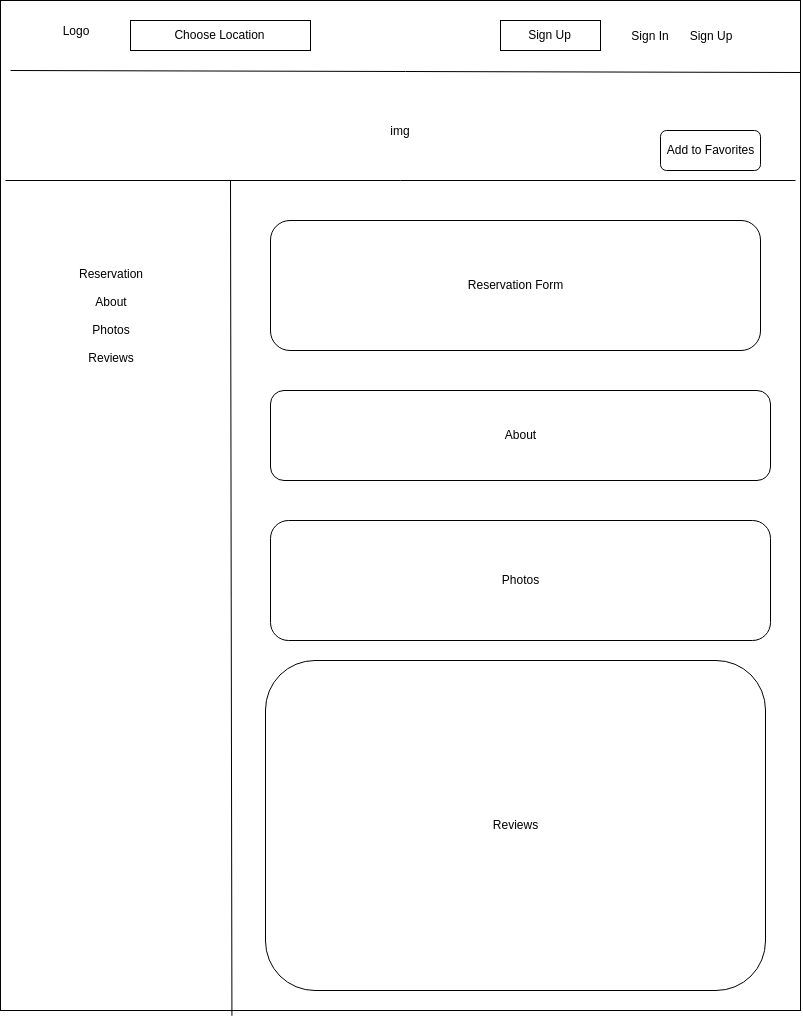 Logo
Choose Location
Sign Up
Sign In
Sign Up
img
Add to Favorites
Reservation
About
Photos
Reviews
Reservation Form
About
Photos
Reviews